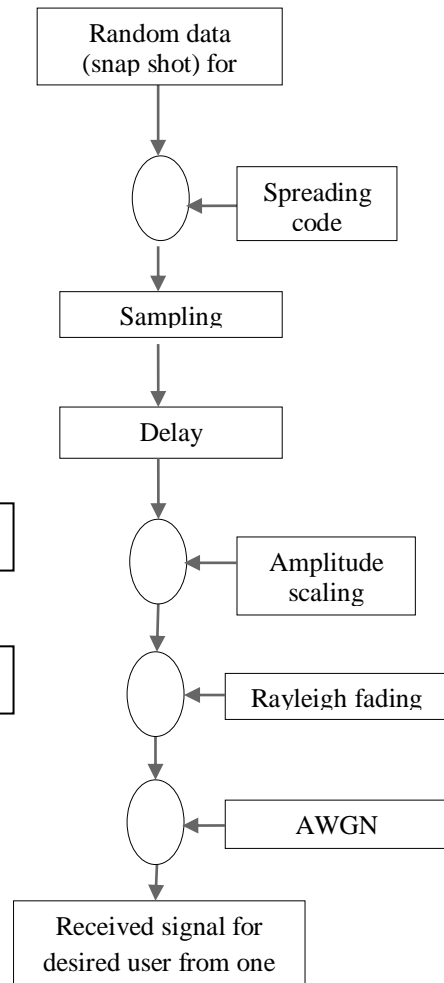 Random data
(snap shot) for
Spreading
code
Sampling
Delay
Amplitude
scaling
Rayleigh fading
AWGN
Received signal for
desired user from one